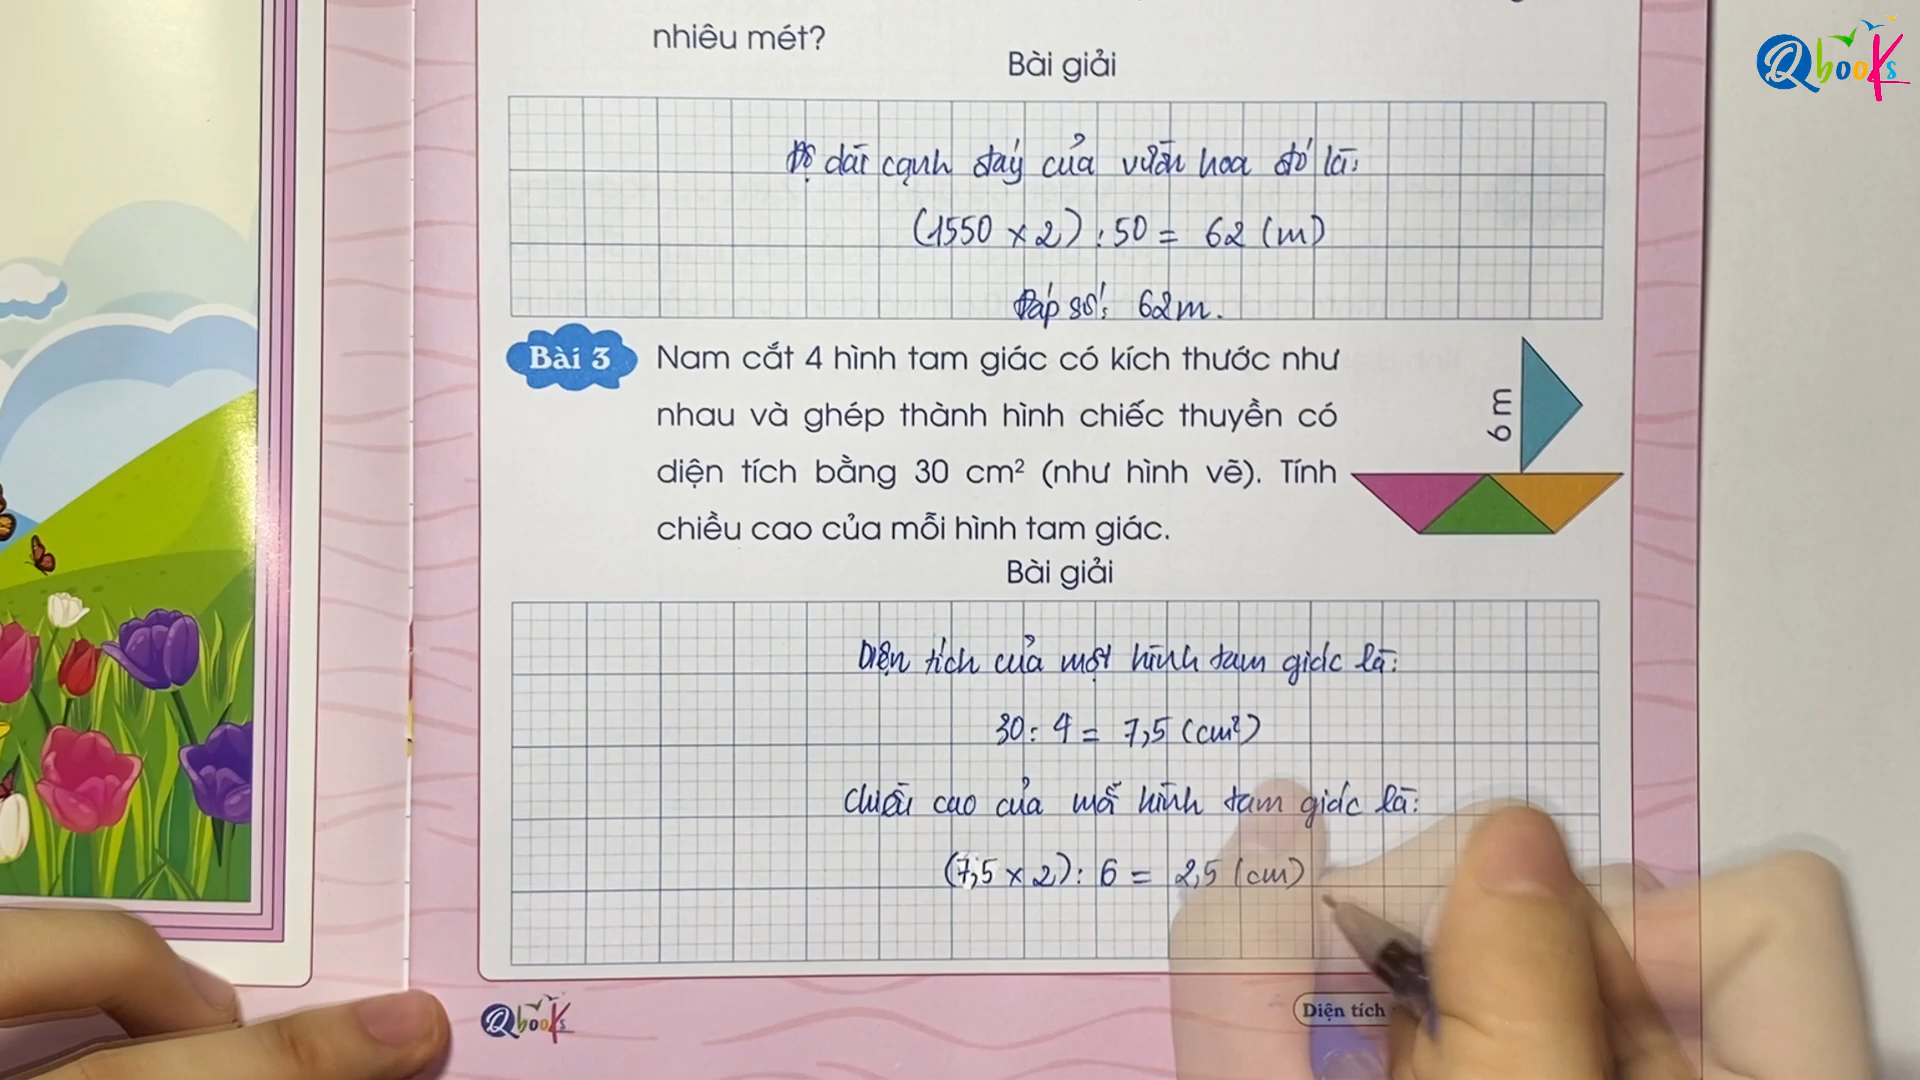 Qbooks
nhiêu mét?
Bài giải
Độ dài cạnh đáy của vườn hoa đó là:
(1550 × 2) : 50 = 62 (m)
Đáp số: 62m.
Bài 3
Nam cắt 4 hình tam giác có kích thước như
nhau và ghép thành hình chiếc thuyền có
diện tích bằng 30 cm² (như hình vẽ). Tính
chiều cao của mỗi hình tam giác.
6 m
Bài giải
Diện tích của một hình tam giác là:
30 : 4 = 7,5 (cm²)
Chiều cao của mỗi hình tam giác là:
(7,5 × 2) : 6 = 2,5 (cm)
Qbooks
Diện tích